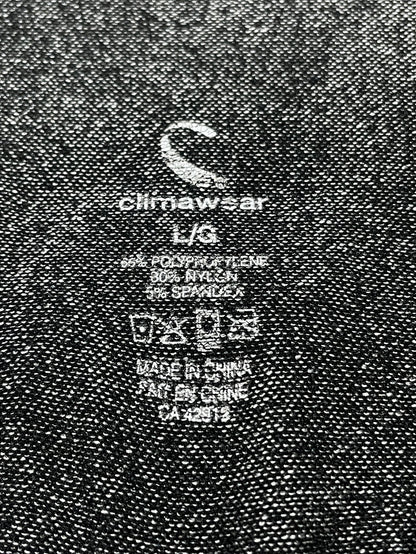 climawear
L/G
65% POLYPROPYLENE
30% NYLON
5% SPANDEX
MADE IN CHINA
FAIT EN CHINE
CA 42913